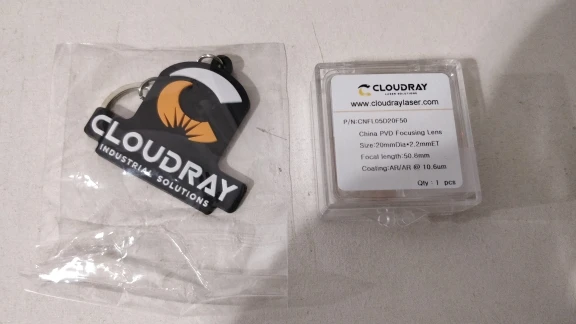 CLOUDRAY
INDUSTRIAL SOLUTIONS
CLOUDRAY
LASER SOLUTIONS
www.cloudraylaser.com
P/N:CNFL05D20F50
China PVD Focusing Lens
Size:20mmDia*2.2mmET
Focal length:50.8mm
Coating:AR/AR @ 10.6um
Qty : 1 pcs